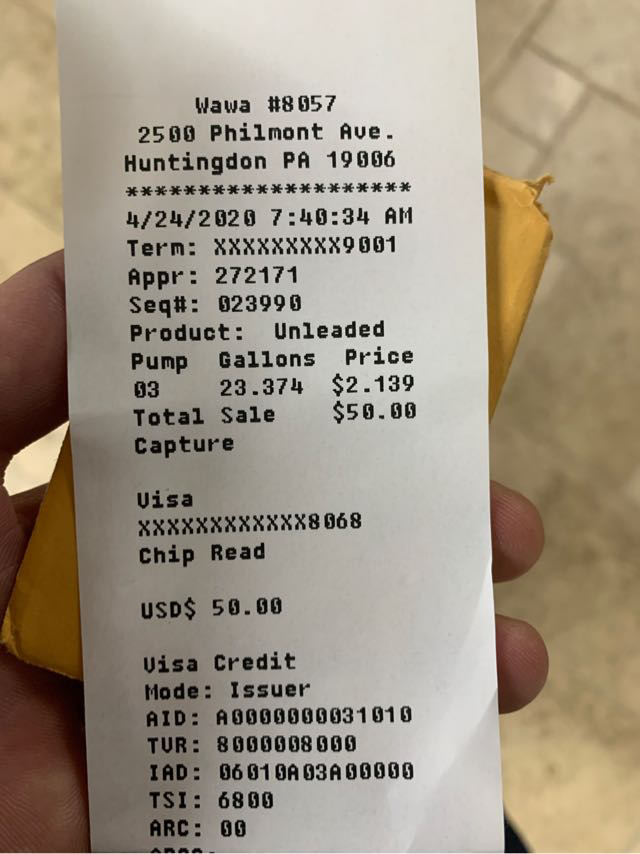 Wawa #8057
2500 Philmont Ave.
Huntingdon PA 19006
********************
4/24/2020 7:40:34 AM
Term: XXXXXXXXX9001
Appr: 272171
Seq#: 023990
Product: Unleaded
Pump Gallons Price
03 23.374 $2.139
Total Sale $50.00
Capture
Visa
XXXXXXXXXXXX8068
Chip Read
USD$ 50.00
Visa Credit
Mode: Issuer
AID: A0000000031010
TVR: 8000008000
IAD: 06010A03A00000
TSI: 6800
ARC: 00